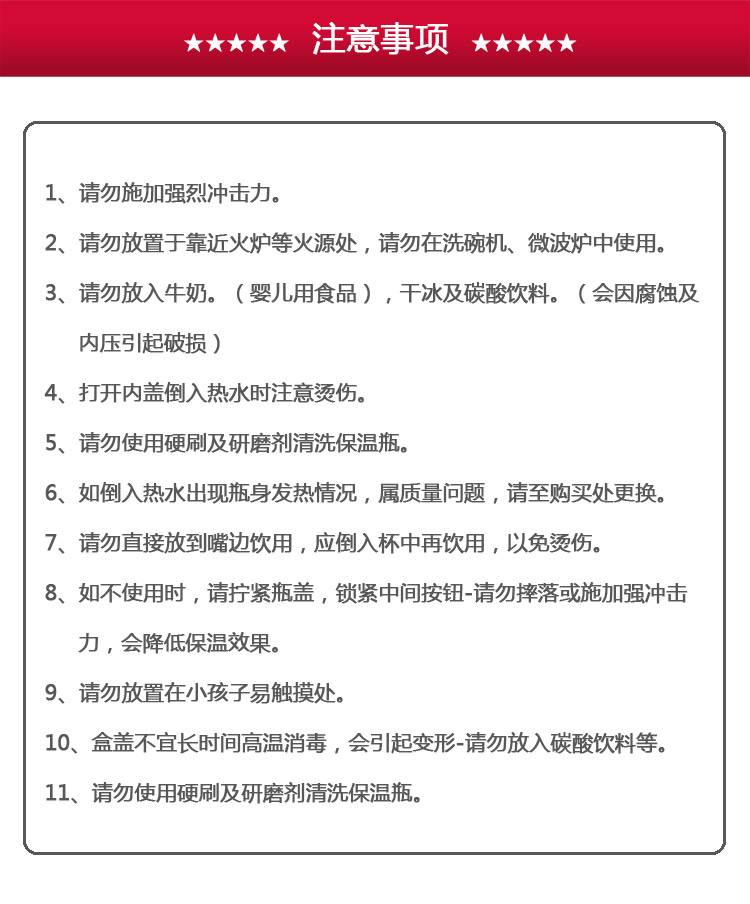 ★★★★★ 注意事项 ★★★★★
1、请勿施加强烈冲击力。
2、请勿放置于靠近火炉等火源处，请勿在洗碗机、微波炉中使用。
3、请勿放入牛奶。（婴儿用食品），干冰及碳酸饮料。（会因腐蚀及
内压引起破损）
4、打开内盖倒入热水时注意烫伤。
5、请勿使用硬刷及研磨剂清洗保温瓶。
6、如倒入热水出现瓶身发热情况，属质量问题，请至购买处更换。
7、请勿直接放到嘴边饮用，应倒入杯中再饮用，以免烫伤。
8、如不使用时，请拧紧瓶盖，锁紧中间按钮-请勿摔落或施加强冲击
力，会降低保温效果。
9、请勿放置在小孩子易触摸处。
10、盒盖不宜长时间高温消毒，会引起变形-请勿放入碳酸饮料等。
11、请勿使用硬刷及研磨剂清洗保温瓶。